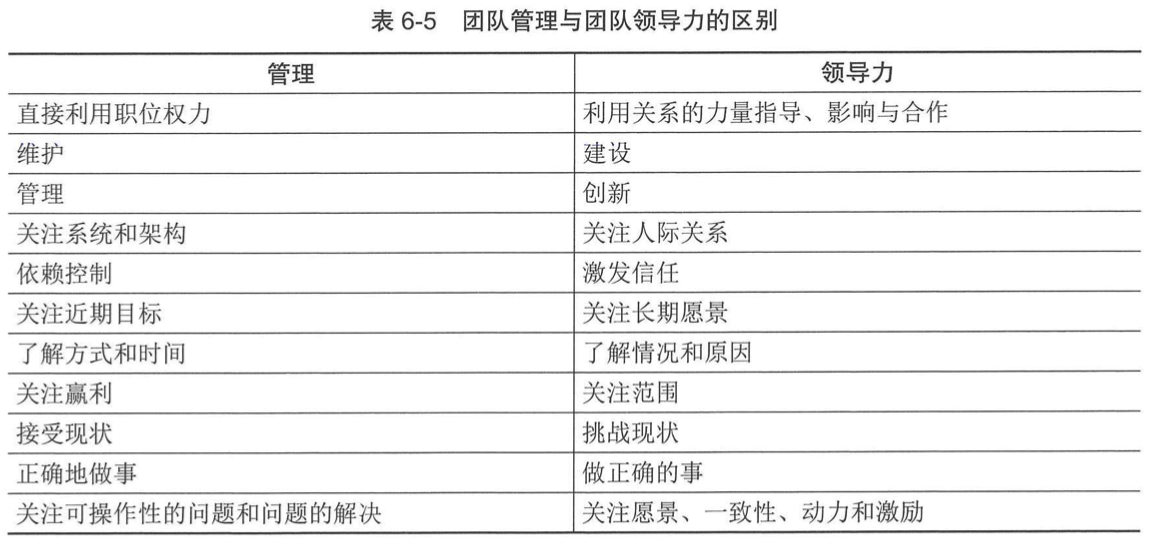 表 6-5 团队管理与团队领导力的区别
管理 领导力
直接利用职位权力 利用关系的力量指导、影响与合作
维护 建设
管理 创新
关注系统和架构 关注人际关系
依赖控制 激发信任
关注近期目标 关注长期愿景
了解方式和时间 了解情况和原因
关注赢利 关注范围
接受现状 挑战现状
正确地做事 做正确的事
关注可操作性的问题和问题的解决 关注愿景、一致性、动力和激励